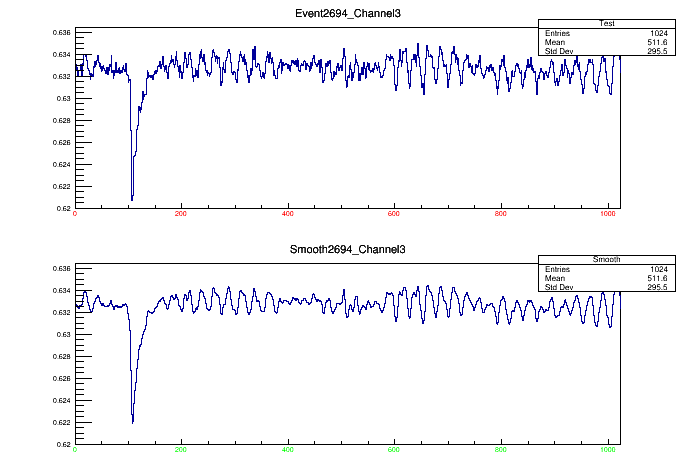 Event2694_Channel3
Test
Entries 1024
Mean 511.6
Std Dev 295.5
0.636
0.634
0.632
0.63
0.628
0.626
0.624
0.622
0.62
0 200 400 600 800 1000
Smooth2694_Channel3
Smooth
Entries 1024
Mean 511.6
Std Dev 295.5
0.636
0.634
0.632
0.63
0.628
0.626
0.624
0.622
0.62
0 200 400 600 800 1000